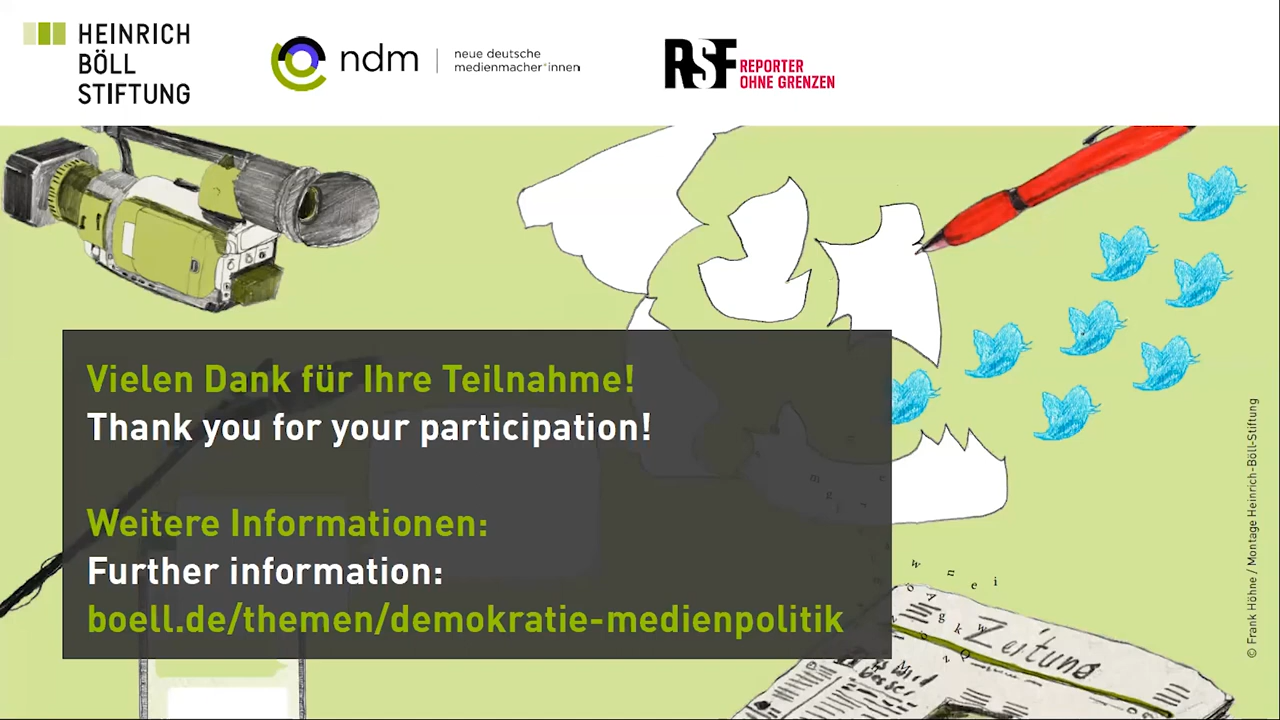 HEINRICH
BÖLL
STIFTUNG
ndm
neue deutsche
medienmacher*innen
RSF REPORTER
OHNE GRENZEN
Vielen Dank für Ihre Teilnahme!
Thank you for your participation!
Weitere Informationen:
Further information:
boell.de/themen/demokratie-medienpolitik
© Frank Höhne / Montage Heinrich-Böll-Stiftung
Zeitung